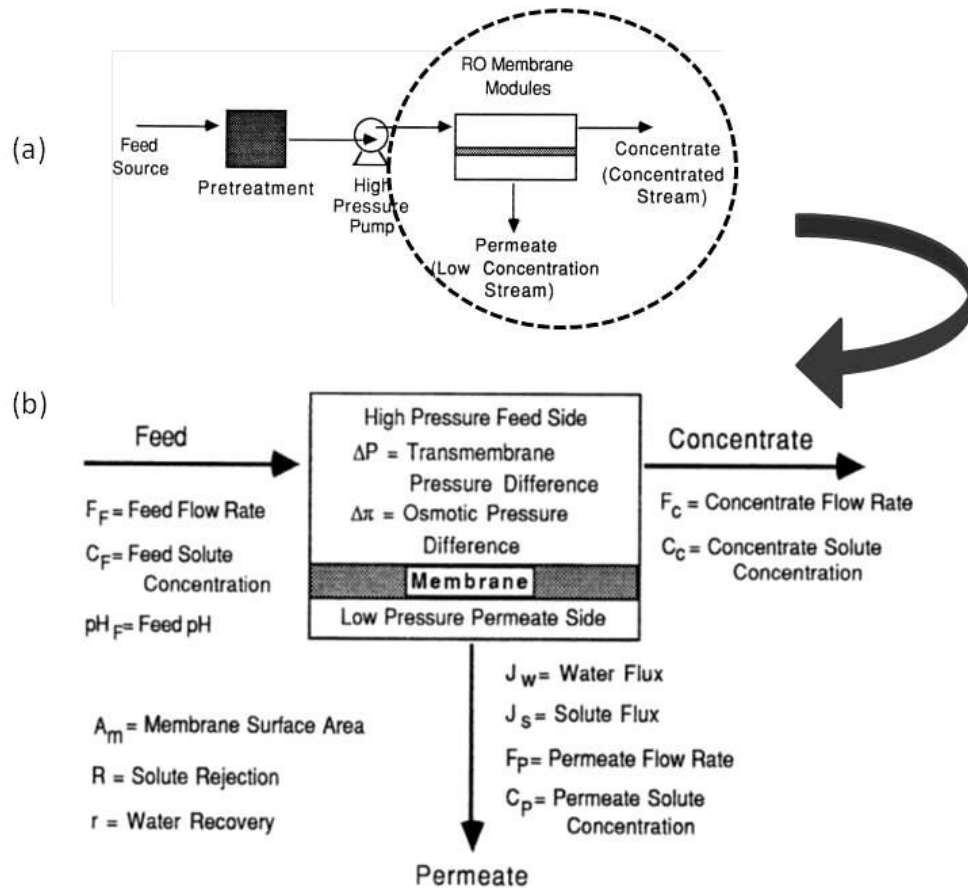 (a)
Feed
Source
Pretreatment
High
Pressure
Pump
RO Membrane
Modules
Concentrate
(Concentrated
Stream)
Permeate
(Low Concentration
Stream)
(b)
Feed
F_F = Feed Flow Rate
C_F = Feed Solute
Concentration
pH_F = Feed pH
High Pressure Feed Side
ΔP = Transmembrane
Pressure Difference
Δπ = Osmotic Pressure
Difference
Membrane
Low Pressure Permeate Side
Concentrate
F_C = Concentrate Flow Rate
C_C = Concentrate Solute
Concentration
A_m = Membrane Surface Area
R = Solute Rejection
r = Water Recovery
J_w = Water Flux
J_s = Solute Flux
F_P = Permeate Flow Rate
C_P = Permeate Solute
Concentration
Permeate